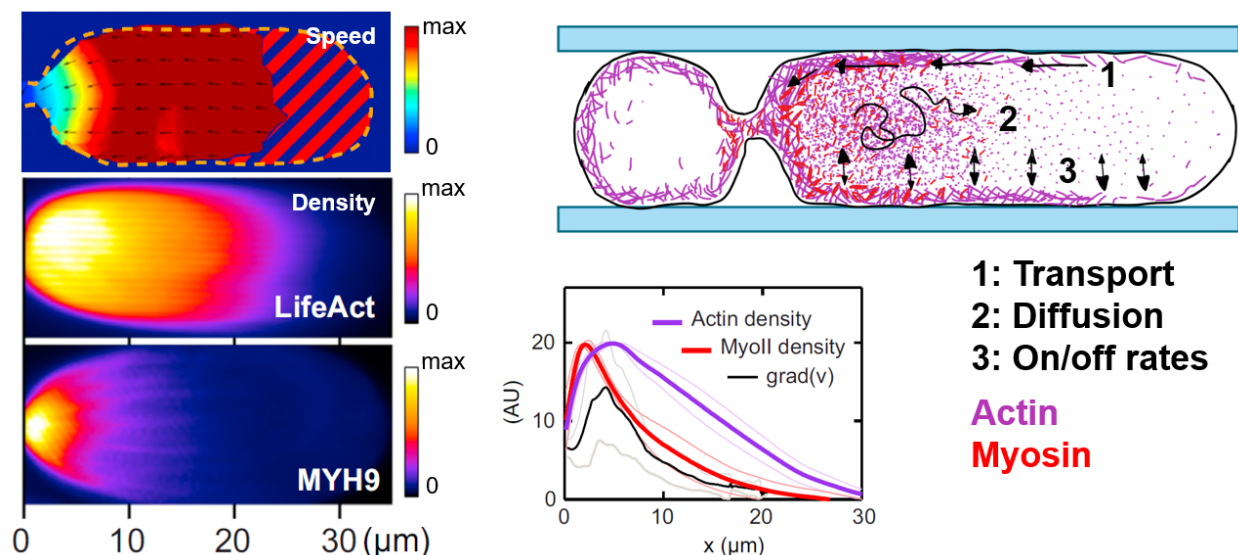 Speed
max
0
Density
LifeAct
max
0
MYH9
max
0
0 10 20 30 (μm)
1
2
3
Actin density
MyoII density
grad(v)
(AU)
20
10
0
0 10 20 30
x (μm)
1: Transport
2: Diffusion
3: On/off rates
Actin
Myosin